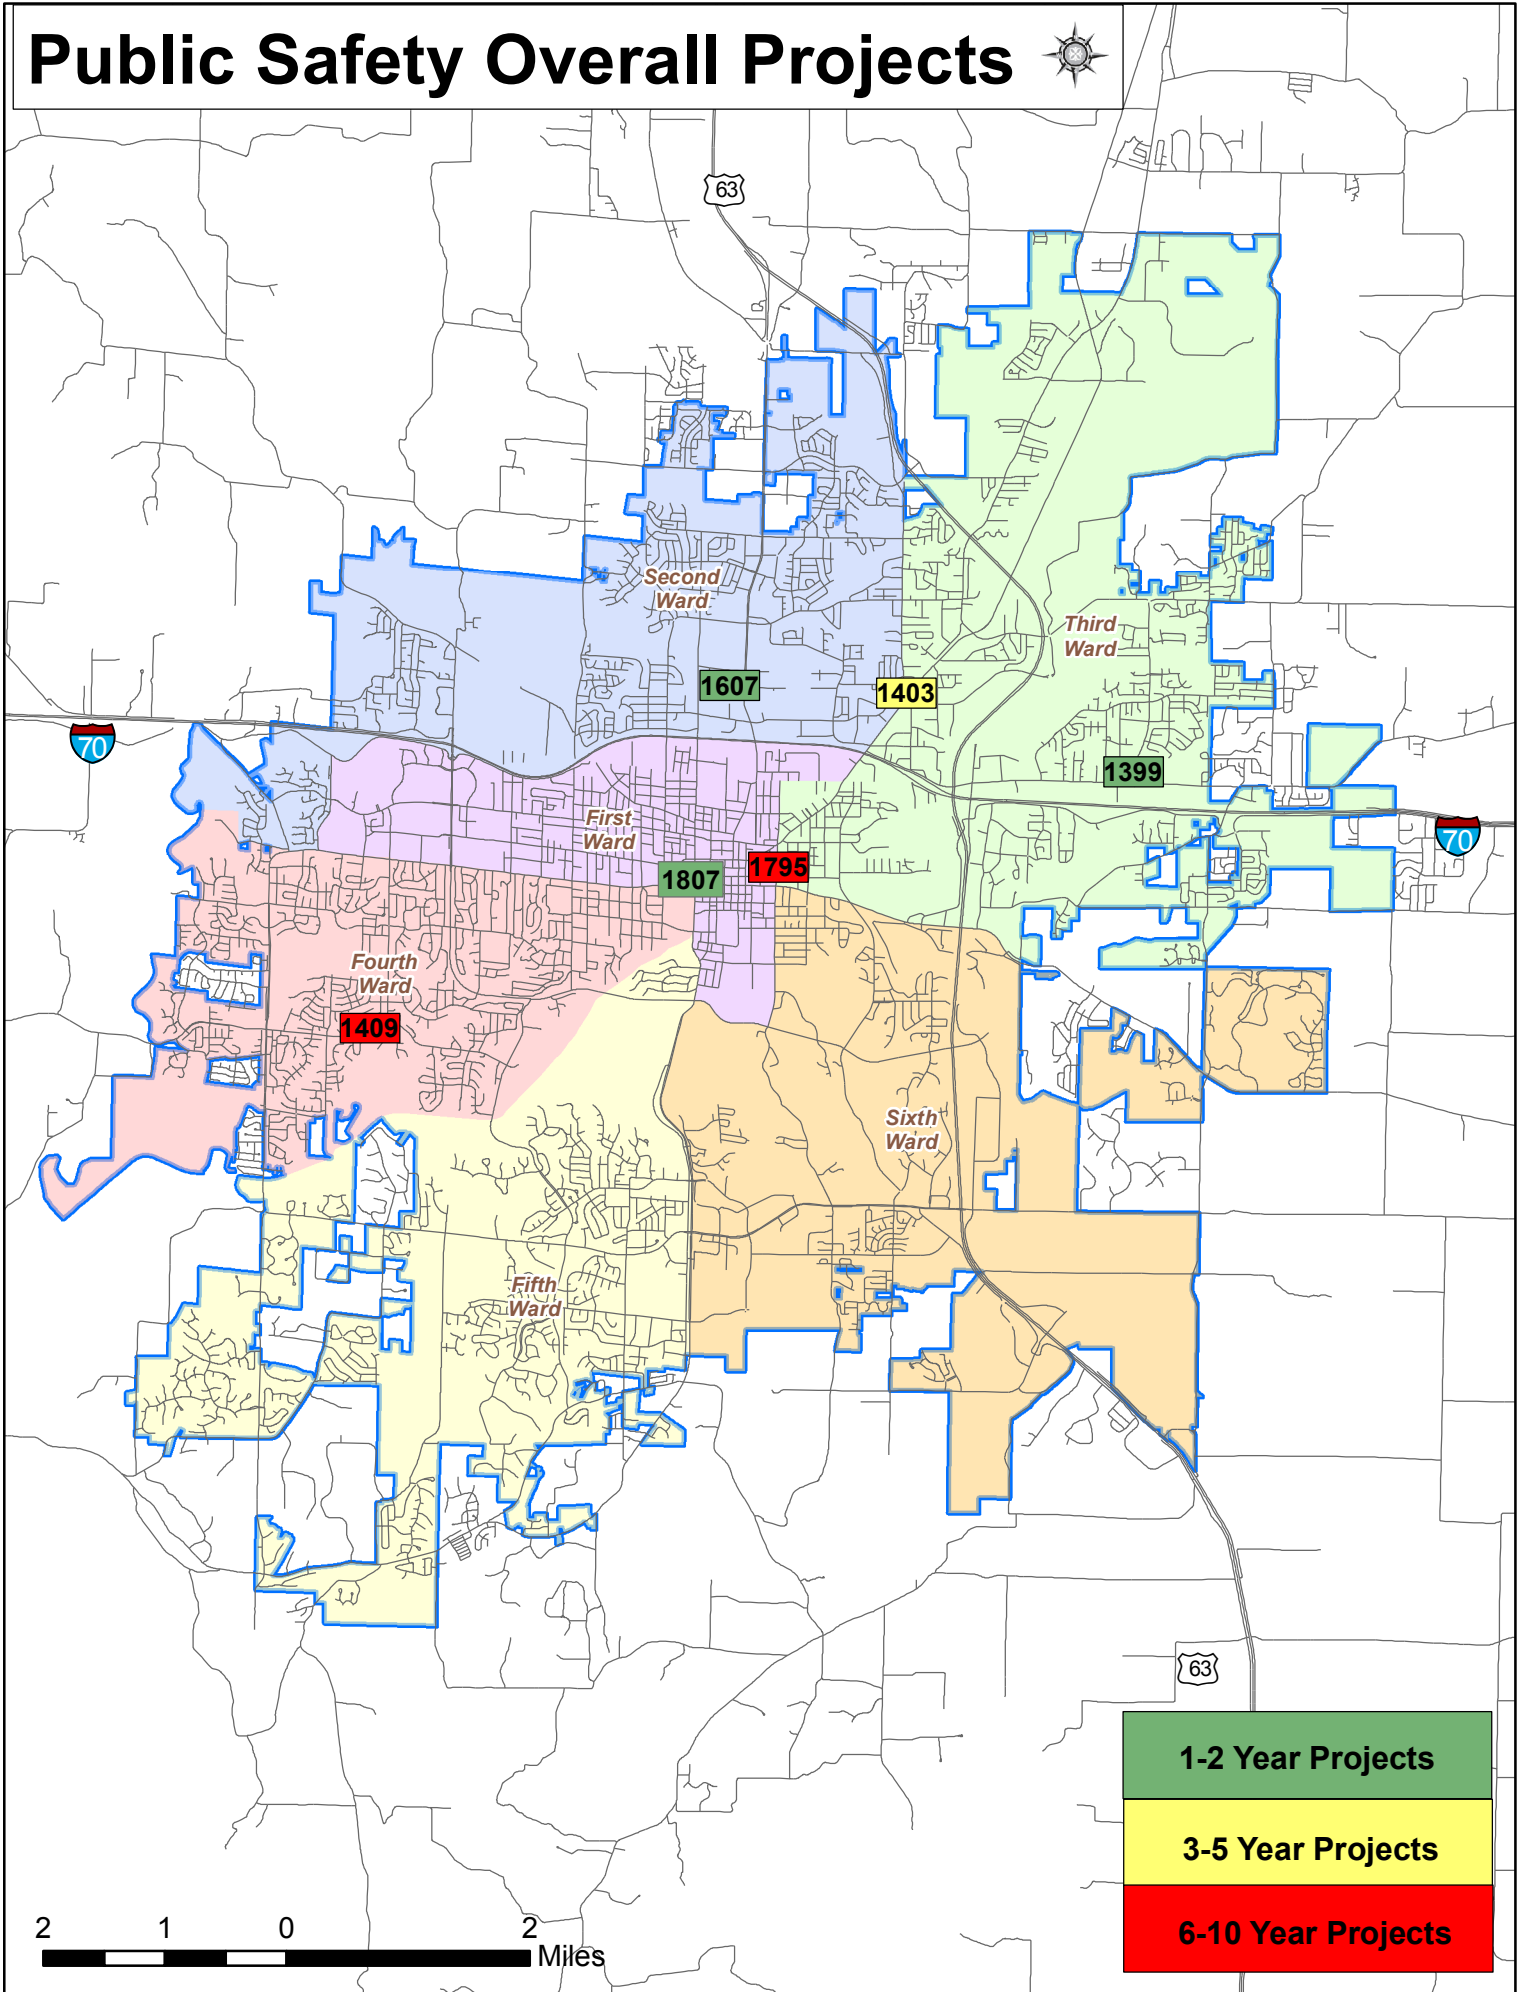 Public Safety Overall Projects
63
Second
Ward
Third
Ward
1607
1403
70
1399
First
Ward
70
1795
1807
Fourth
Ward
1409
Sixth
Ward
Fifth
Ward
63
1-2 Year Projects
3-5 Year Projects
6-10 Year Projects
2 1 0 2
Miles